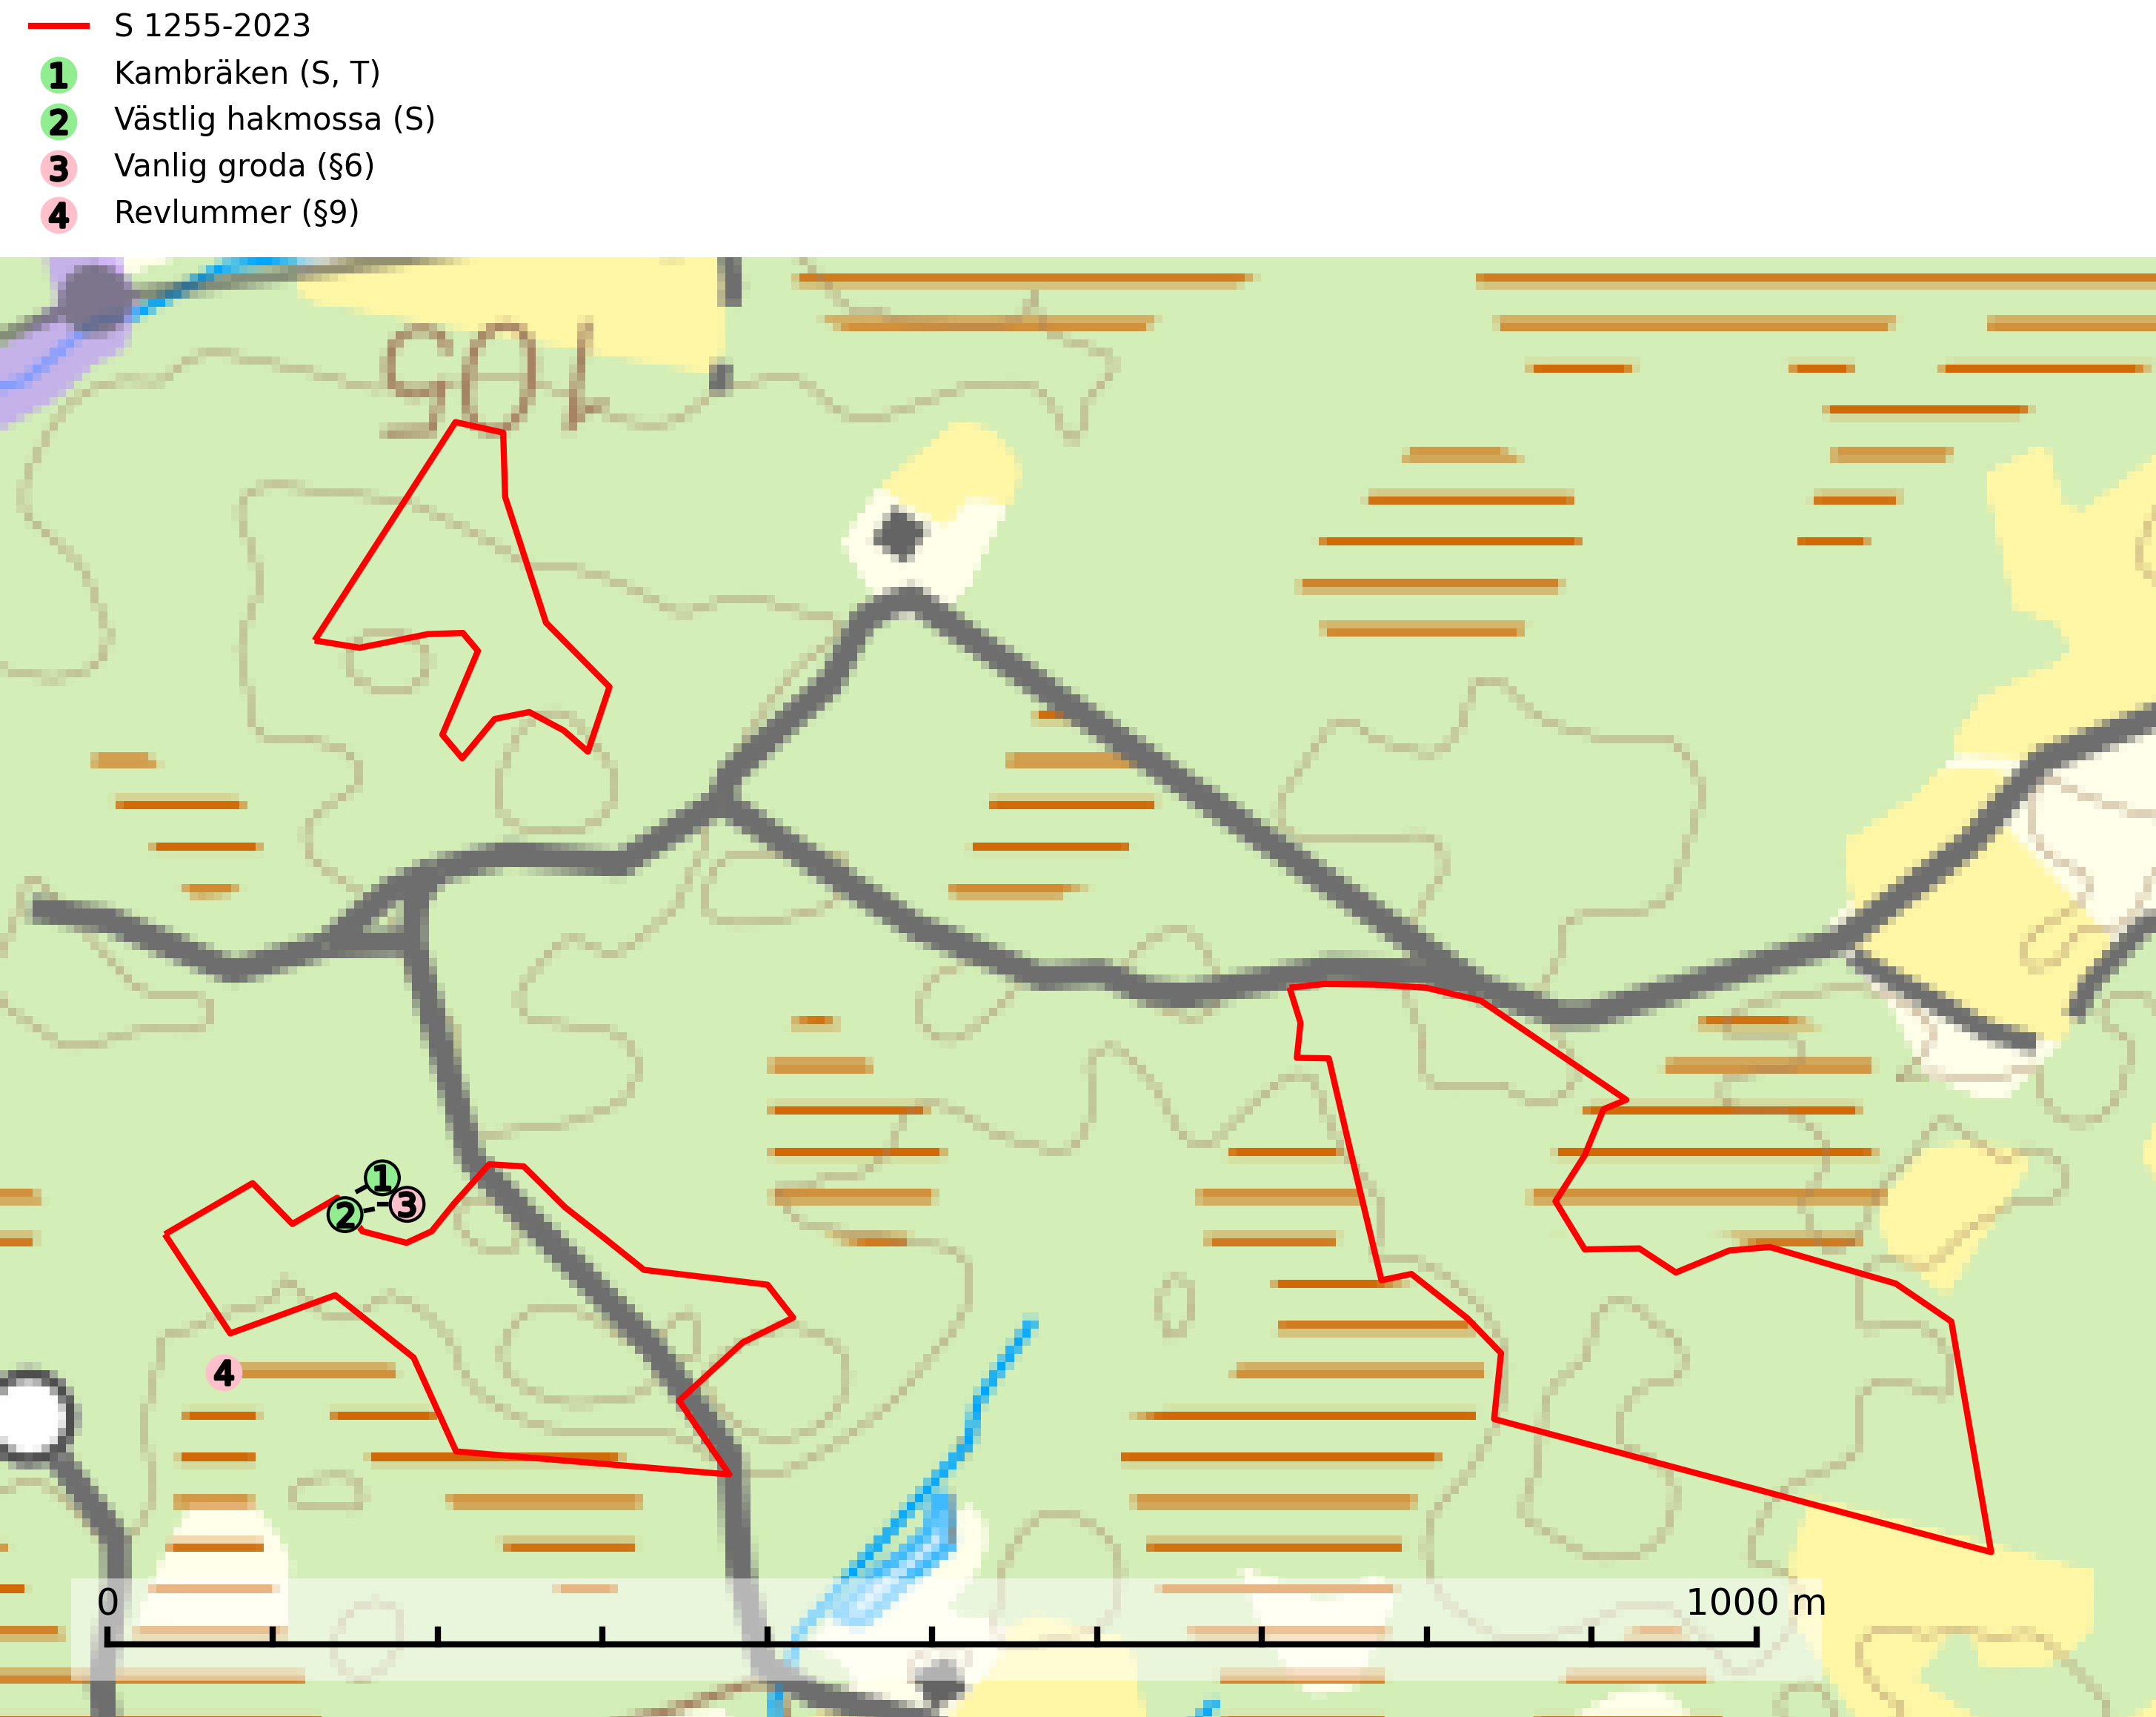 S 1255-2023
1 Kambräken (S, T)
2 Västlig hakmossa (S)
3 Vanlig groda (§6)
4 Revlummer (§9)
105
1
2
3
4
0
1000 m